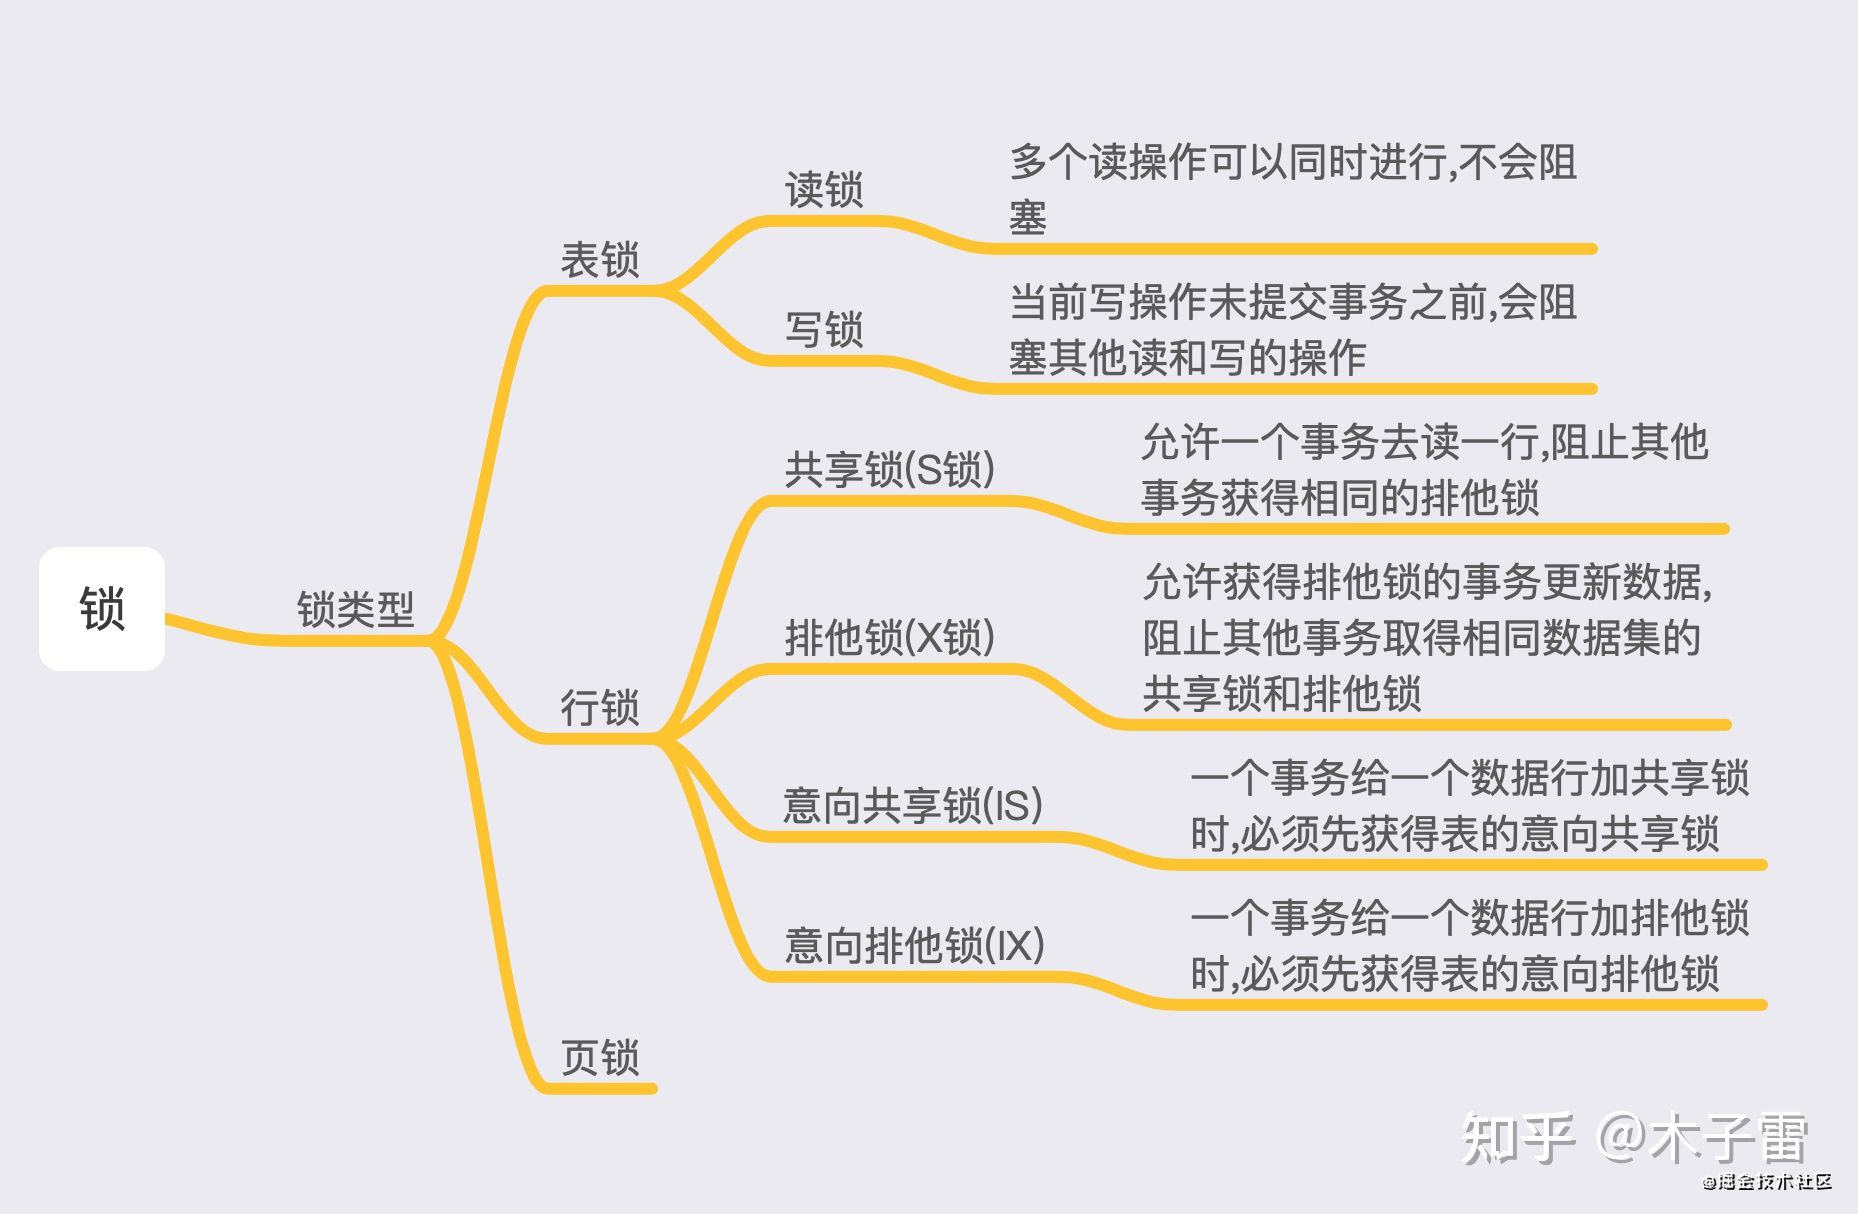 锁
锁类型
表锁
读锁
多个读操作可以同时进行,不会阻
塞
写锁
当前写操作未提交事务之前,会阻
塞其他读和写的操作
行锁
共享锁(S锁)
允许一个事务去读一行,阻止其他
事务获得相同的排他锁
排他锁(X锁)
允许获得排他锁的事务更新数据,
阻止其他事务取得相同数据集的
共享锁和排他锁
意向共享锁(IS)
一个事务给一个数据行加共享锁
时,必须先获得表的意向共享锁
意向排他锁(IX)
一个事务给一个数据行加排他锁
时,必须先获得表的意向排他锁
页锁
知乎 @木子雷
@掘金技术社区